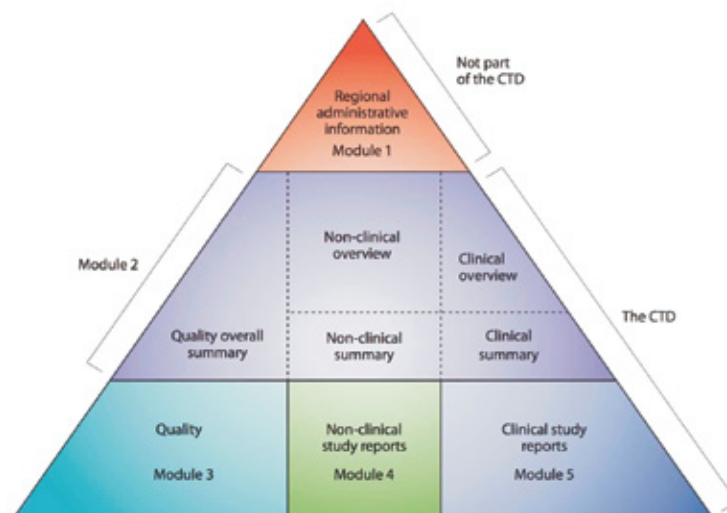 Not part
of the CTD
Regional
administrative
information
Module 1
Module 2
Non-clinical
overview
Clinical
overview
The CTD
Quality overall
summary
Non-clinical
summary
Clinical
summary
Quality
Module 3
Non-clinical
study reports
Module 4
Clinical study
reports
Module 5